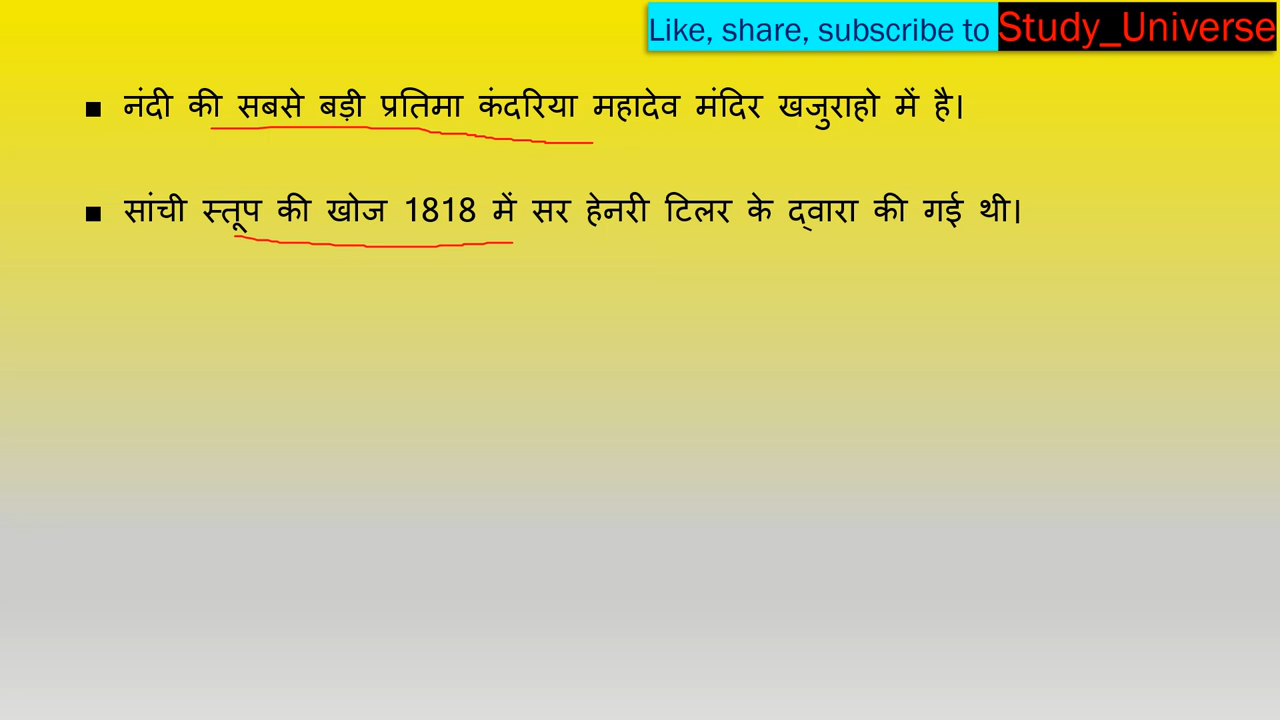 Like, share, subscribe to Study_Universe
▪ नंदी की सबसे बड़ी प्रतिमा कंदरिया महादेव मंदिर खजुराहो में है।
▪ सांची स्तूप की खोज 1818 में सर हेनरी टिलर के द्वारा की गई थी।